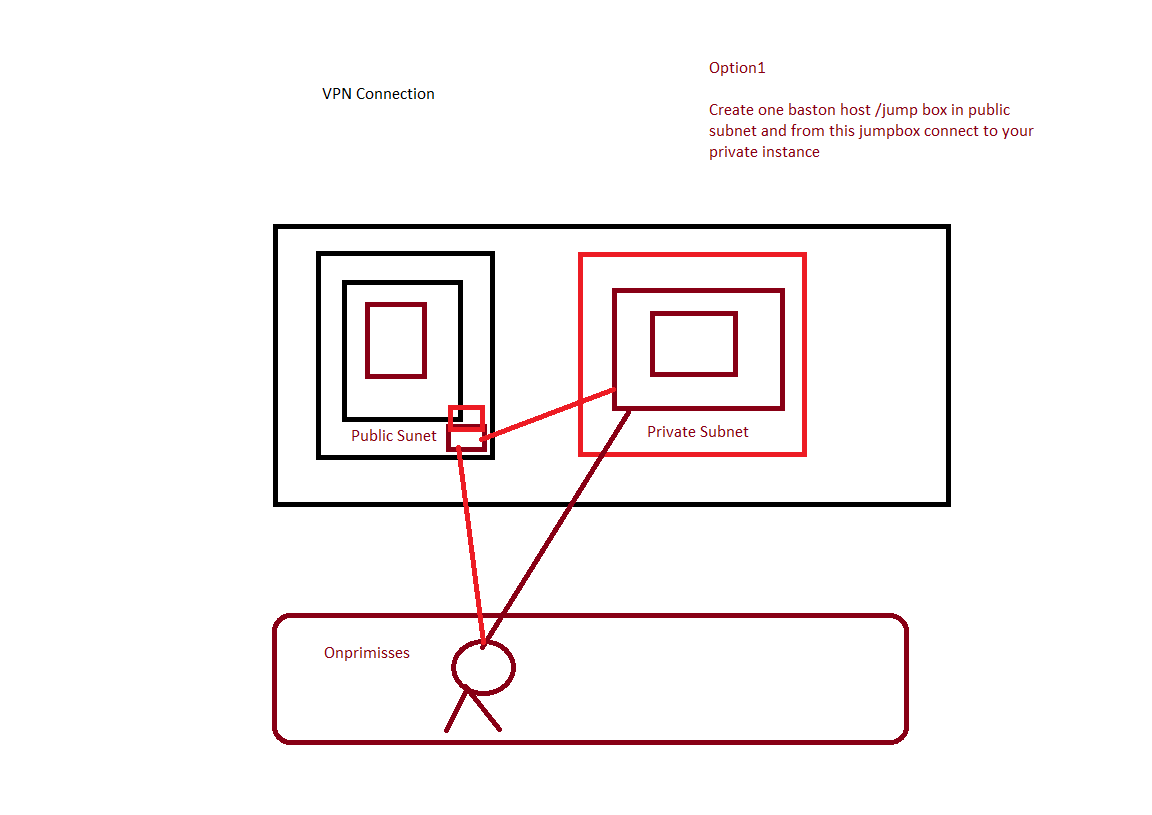 VPN Connection
Option1
Create one baston host /jump box in public
subnet and from this jumpbox connect to your
private instance
Public Sunet
Private Subnet
Onprimisses